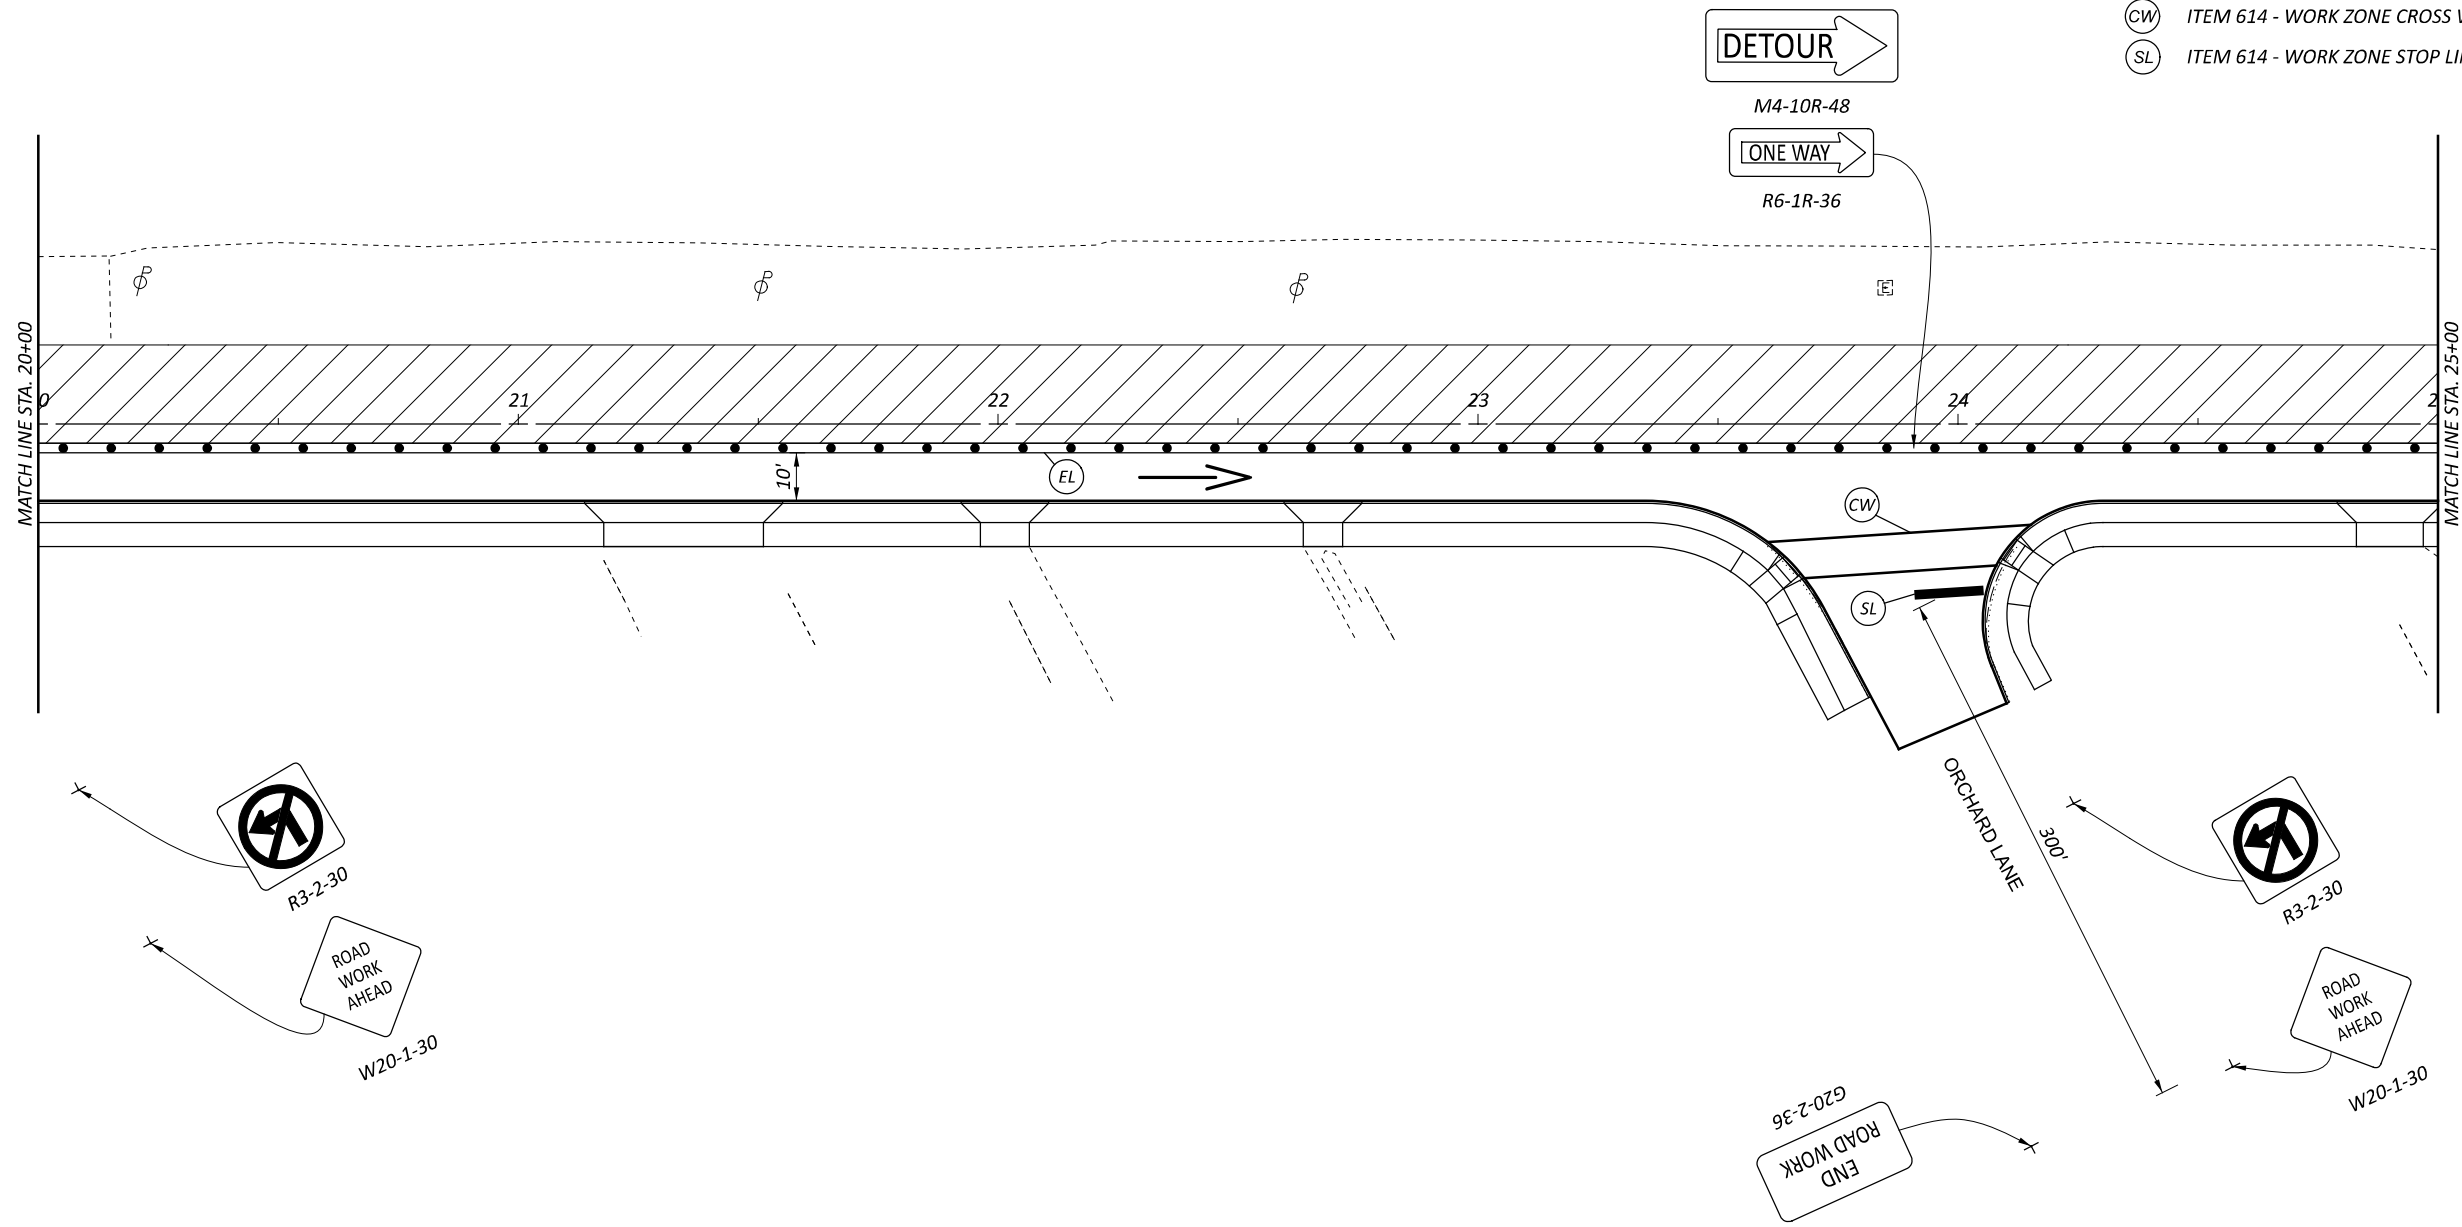 CW ITEM 614 - WORK ZONE CROSS
SL ITEM 614 - WORK ZONE STOP
DETOUR
M4-10R-48
ONE WAY
R6-1R-36
MATCH LINE STA. 20+00
MATCH LINE STA. 25+00
E
0
21
22
23
24
2
10'
EL
CW
SL
ORCHARD LANE
300'
R3-2-30
ROAD
WORK
AHEAD
W20-1-30
R3-2-30
ROAD
WORK
AHEAD
W20-1-30
G20-2-36
END
ROAD WORK